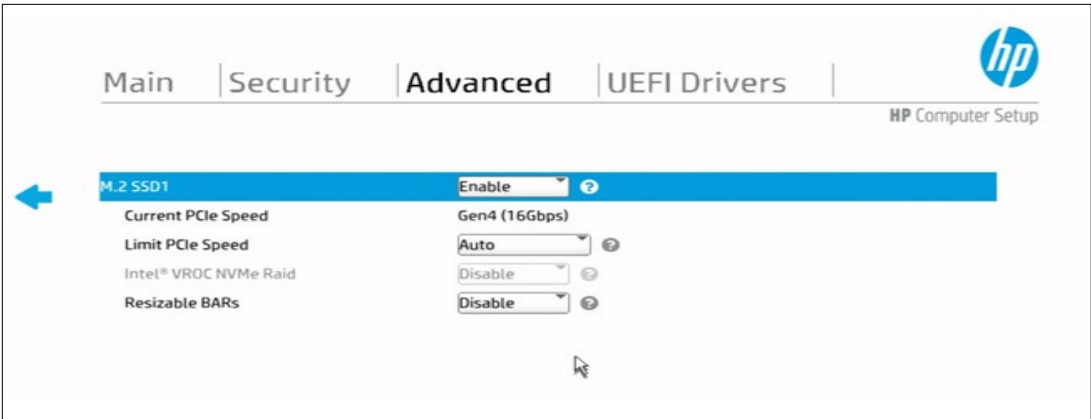 hp
Main Security Advanced UEFI Drivers
HP Computer Setup
M.2 SSD1 Enable ?
Current PCIe Speed Gen4 (16Gbps)
Limit PCIe Speed Auto ?
Intel® VROC NVMe Raid Disable ?
Resizable BARs Disable ?